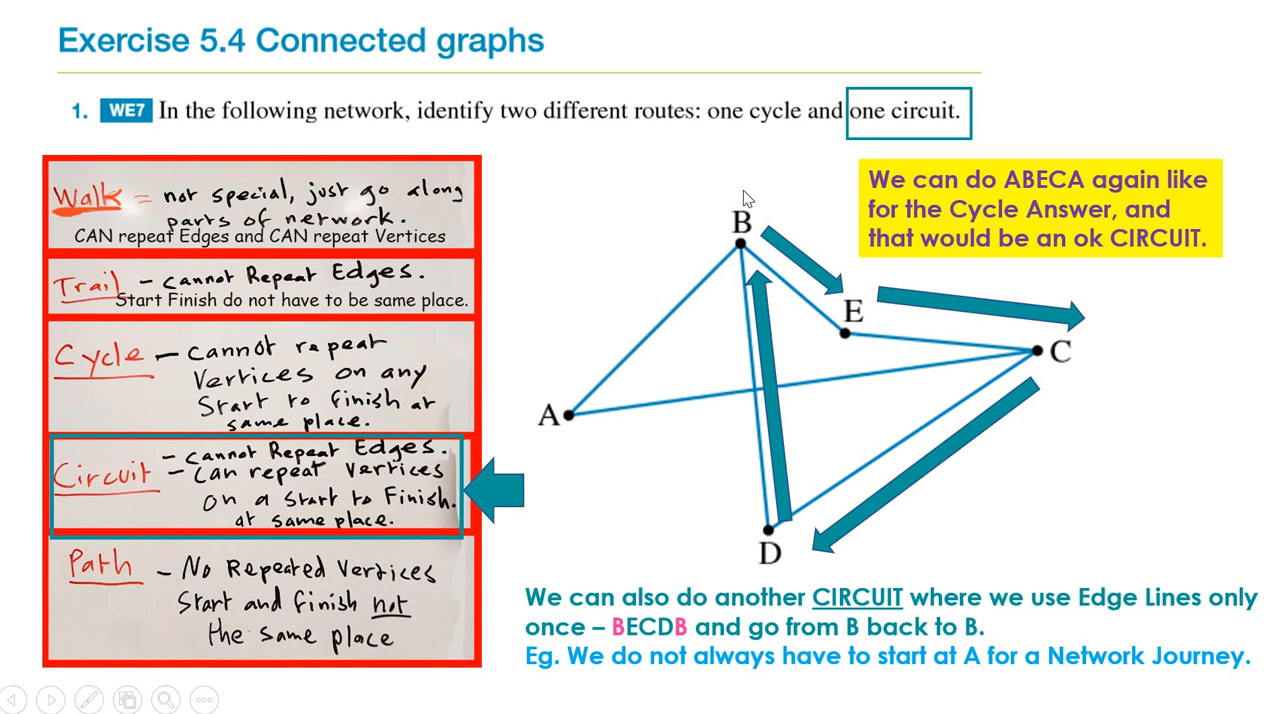 Exercise 5.4 Connected graphs
1. WE7 In the following network, identify two different routes: one cycle and one circuit.
Walk = not special, just go along
parts of network.
CAN repeat Edges and CAN repeat Vertices
Trail - cannot Repeat Edges.
Start Finish do not have to be same place.
Cycle - cannot repeat
vertices on any
Start to finish at
same place.
Circuit - cannot Repeat Edges.
- can repeat vertices
on a Start to Finish.
at same place.
Path - No Repeated Vertices
Start and Finish not
the same place
We can do ABECA again like
for the Cycle Answer, and
that would be an ok CIRCUIT.
B
E
C
A
D
We can also do another CIRCUIT where we use Edge Lines only
once – BECDB and go from B back to B.
Eg. We do not always have to start at A for a Network Journey.